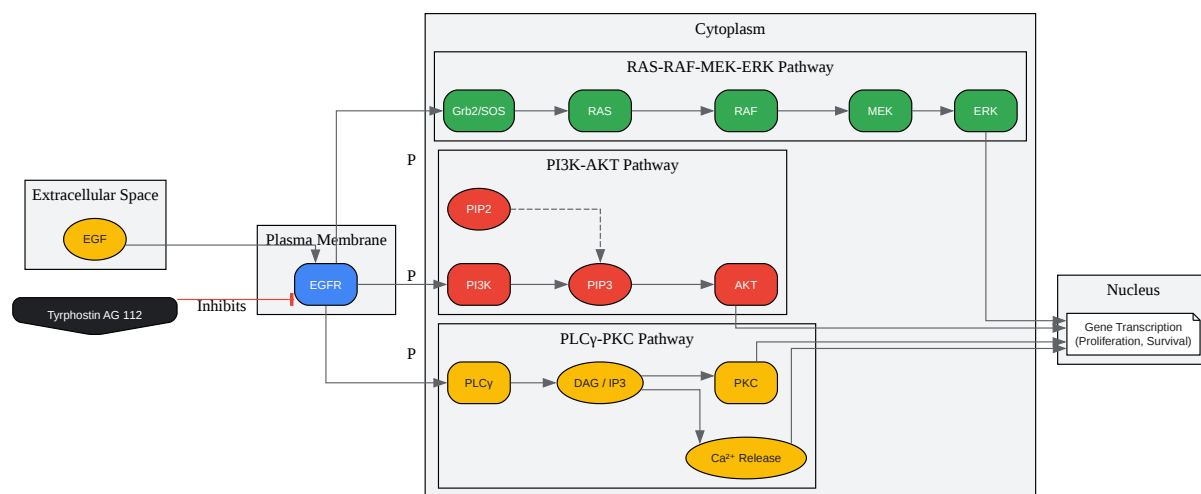 Cytoplasm
RAS-RAF-MEK-ERK Pathway
Grb2/SOS
RAS
RAF
MEK
ERK
P
PI3K-AKT Pathway
PIP2
Extracellular Space
EGF
Plasma Membrane
EGFR
P
PI3K
PIP3
AKT
Tyrphostin AG 112
Inhibits
Nucleus
Gene Transcription
(Proliferation, Survival)
P
PLCγ-PKC Pathway
PLCγ
DAG / IP3
PKC
Ca²⁺ Release